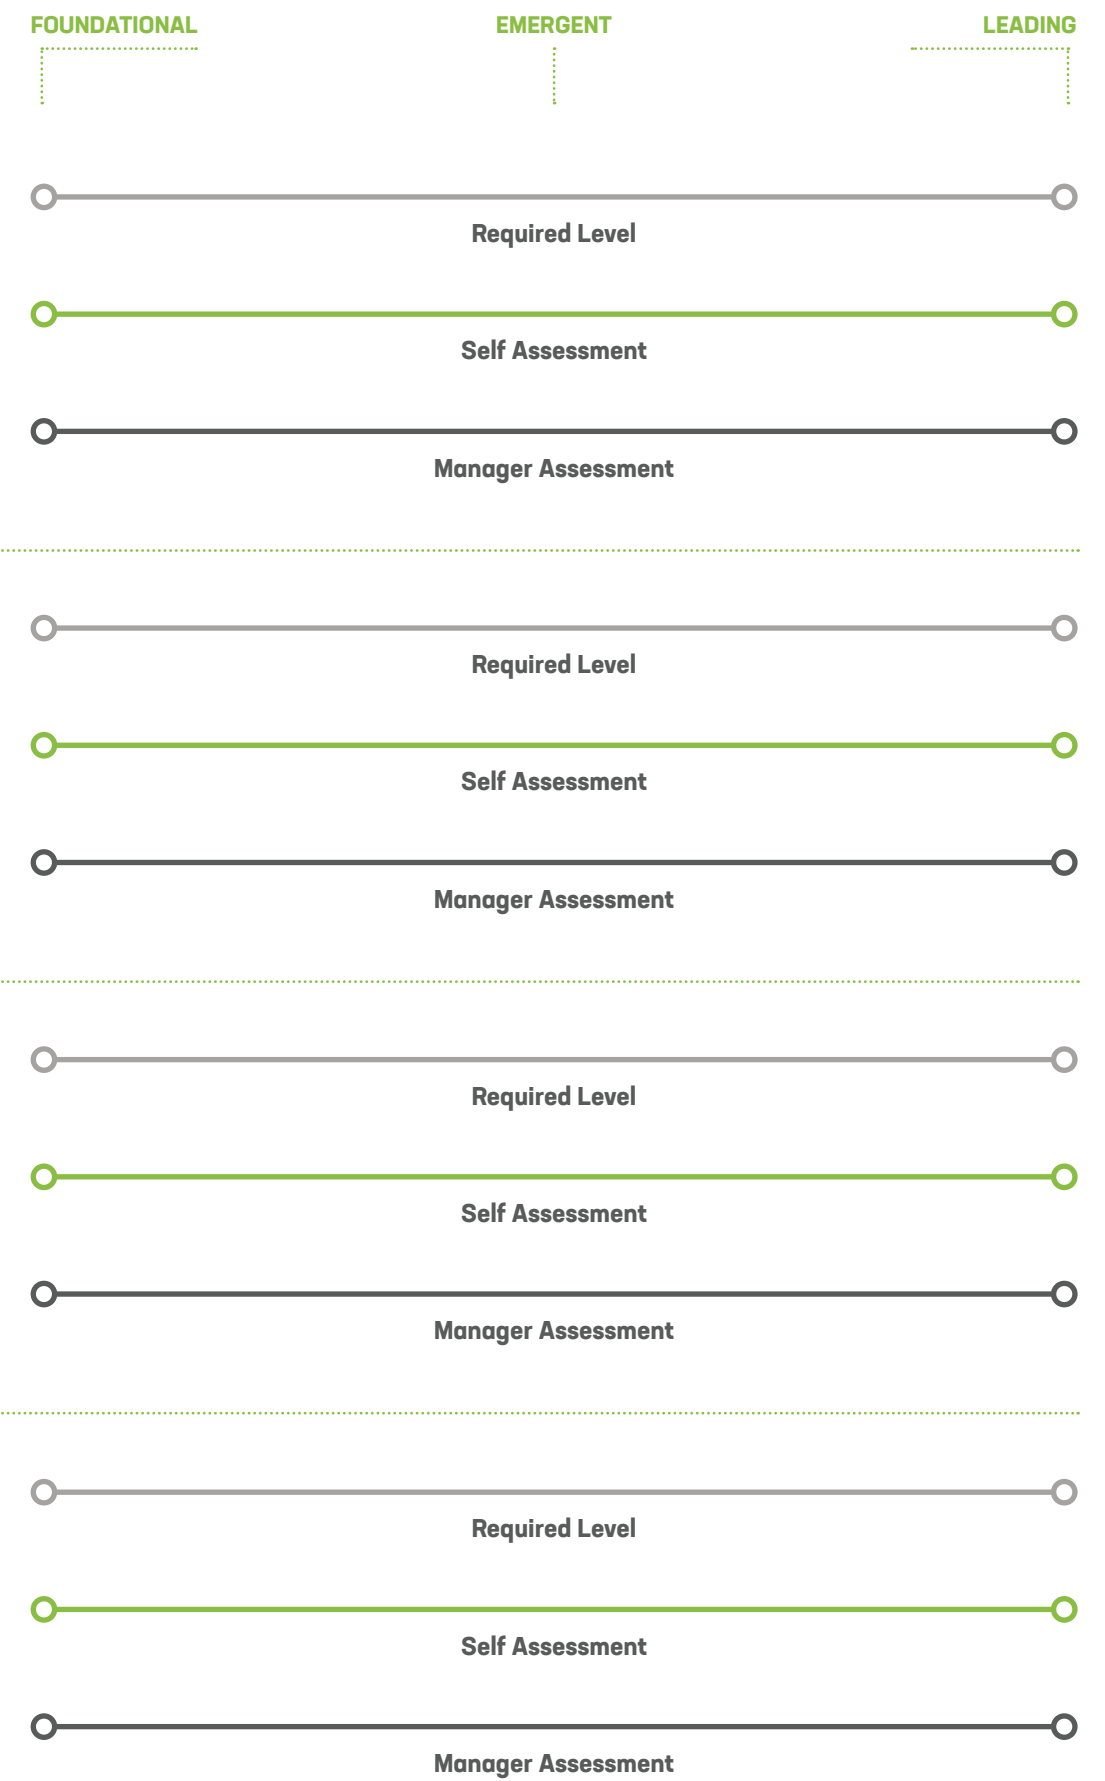 FOUNDATIONAL EMERGENT LEADING
Required Level
Self Assessment
Manager Assessment
Required Level
Self Assessment
Manager Assessment
Required Level
Self Assessment
Manager Assessment
Required Level
Self Assessment
Manager Assessment